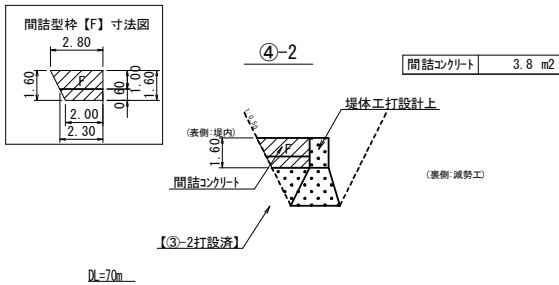 間詰型枠【F】寸法図
2.80
1.60
F
0.60
1.00
1.60
2.00
2.30
④-2
間詰コンクリート 3.8 m2
堤体工打設計上
(表側:堤内)
1.60
F
間詰コンクリート
(裏側:減勢工)
【③-2打設済】
DL=70m